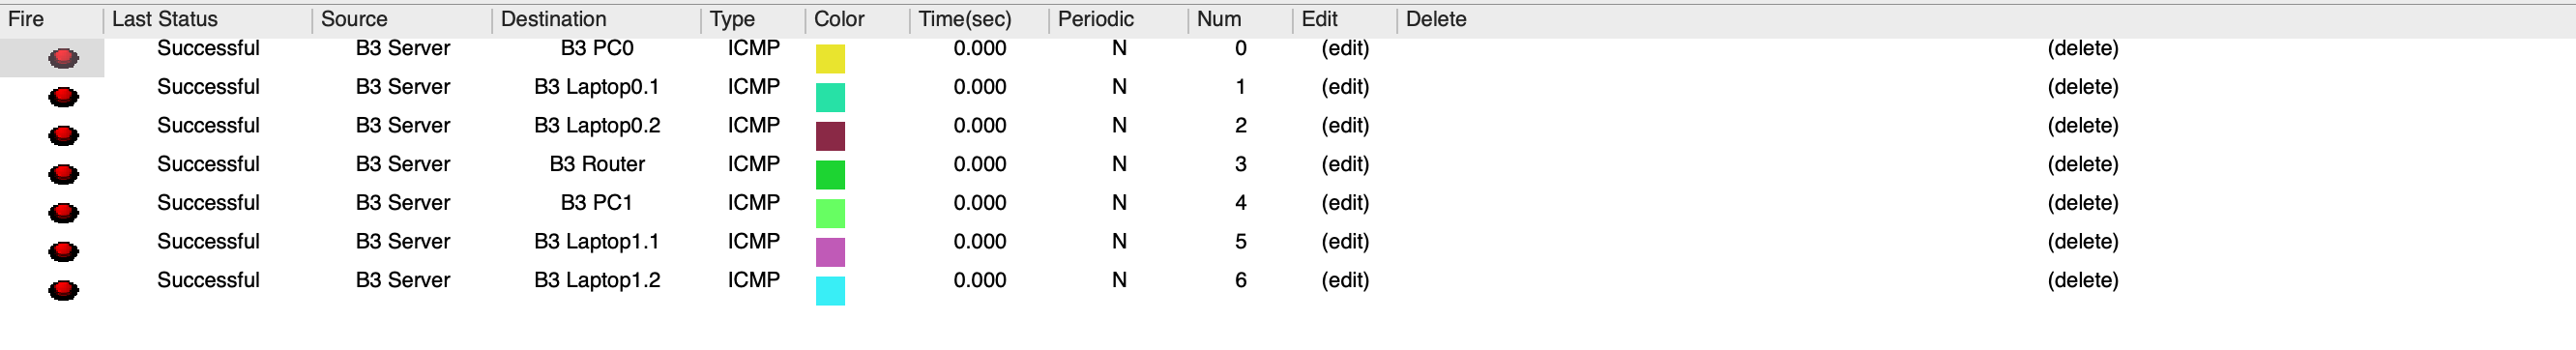 Fire Last Status Source Destination Type Color Time(sec) Periodic Num Edit Delete
Successful B3 Server B3 PC0 ICMP 0.000 N 0 (edit) (delete)
Successful B3 Server B3 Laptop0.1 ICMP 0.000 N 1 (edit) (delete)
Successful B3 Server B3 Laptop0.2 ICMP 0.000 N 2 (edit) (delete)
Successful B3 Server B3 Router ICMP 0.000 N 3 (edit) (delete)
Successful B3 Server B3 PC1 ICMP 0.000 N 4 (edit) (delete)
Successful B3 Server B3 Laptop1.1 ICMP 0.000 N 5 (edit) (delete)
Successful B3 Server B3 Laptop1.2 ICMP 0.000 N 6 (edit) (delete)